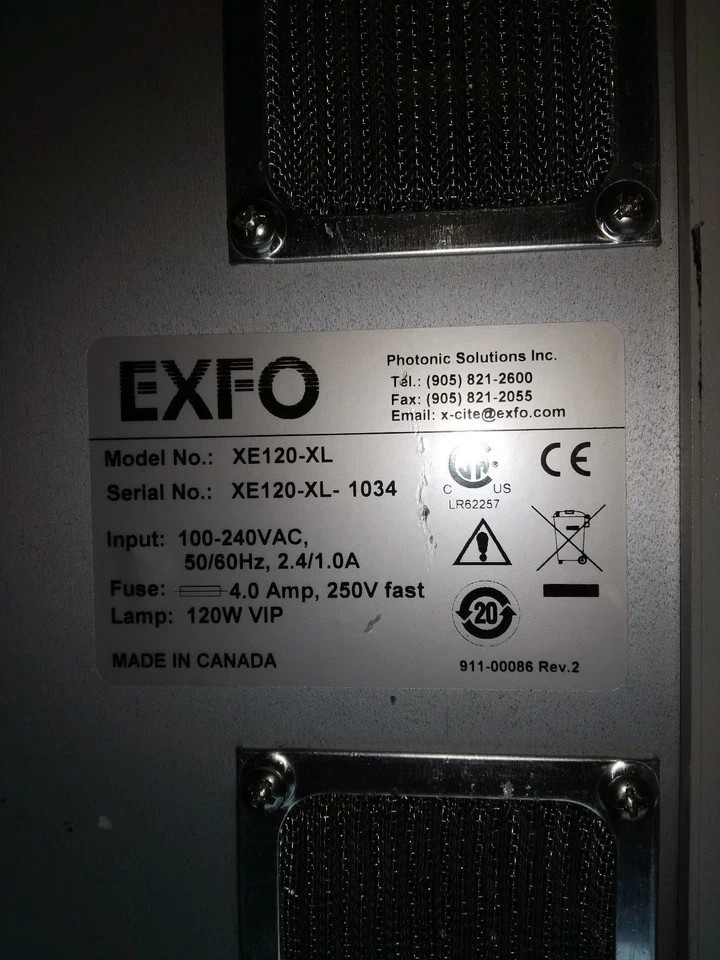 EXFO
Photonic Solutions Inc.
Tel.: (905) 821-2600
Fax: (905) 821-2055
Email: x-cite@exfo.com
Model No.: XE120-XL
Serial No.: XE120-XL- 1034
Input: 100-240VAC,
50/60Hz, 2.4/1.0A
Fuse: 4.0 Amp, 250V fast
Lamp: 120W VIP
MADE IN CANADA
C US
LR62257
CE
20
911-00086 Rev.2